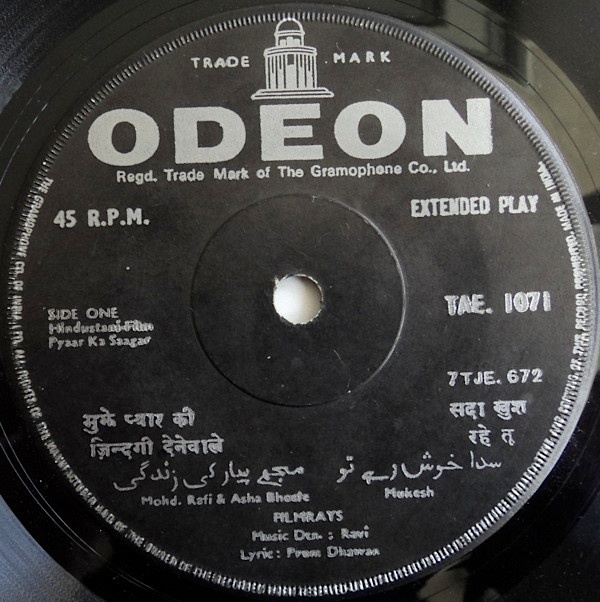 TRADE MARK
ODEON
Regd. Trade Mark of The Gramophone Co., Ltd.
45 R.P.M.
EXTENDED PLAY
SIDE ONE
Hindustani Film
Pyaar Ka Saagar
TAE. 1071
7TJE. 672
मुझे प्यार की
ज़िन्दगी देनेवाले
सदा खुश
रहे तू
مجھے پیار کی زندگی
سدا خوش رہے تو
Mohd. Rafi & Asha Bhosle
Mukesh
FILMRAYS
Music Dcn. : Ravi
Lyric : Prem Dhawan